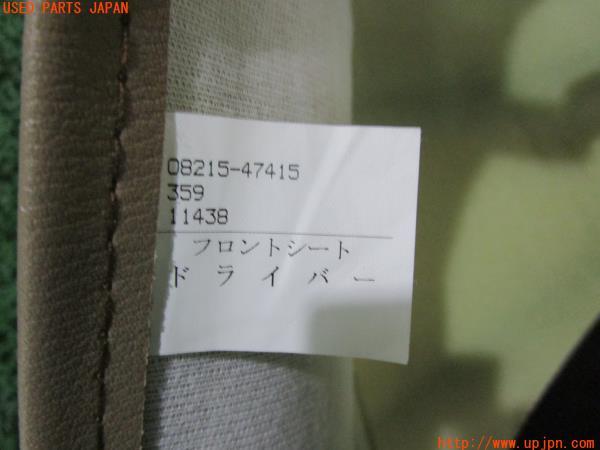 USED PARTS JAPAN
08215-47415
359
11438
フロントシート
ドライバー
http://www.upjpn.com/